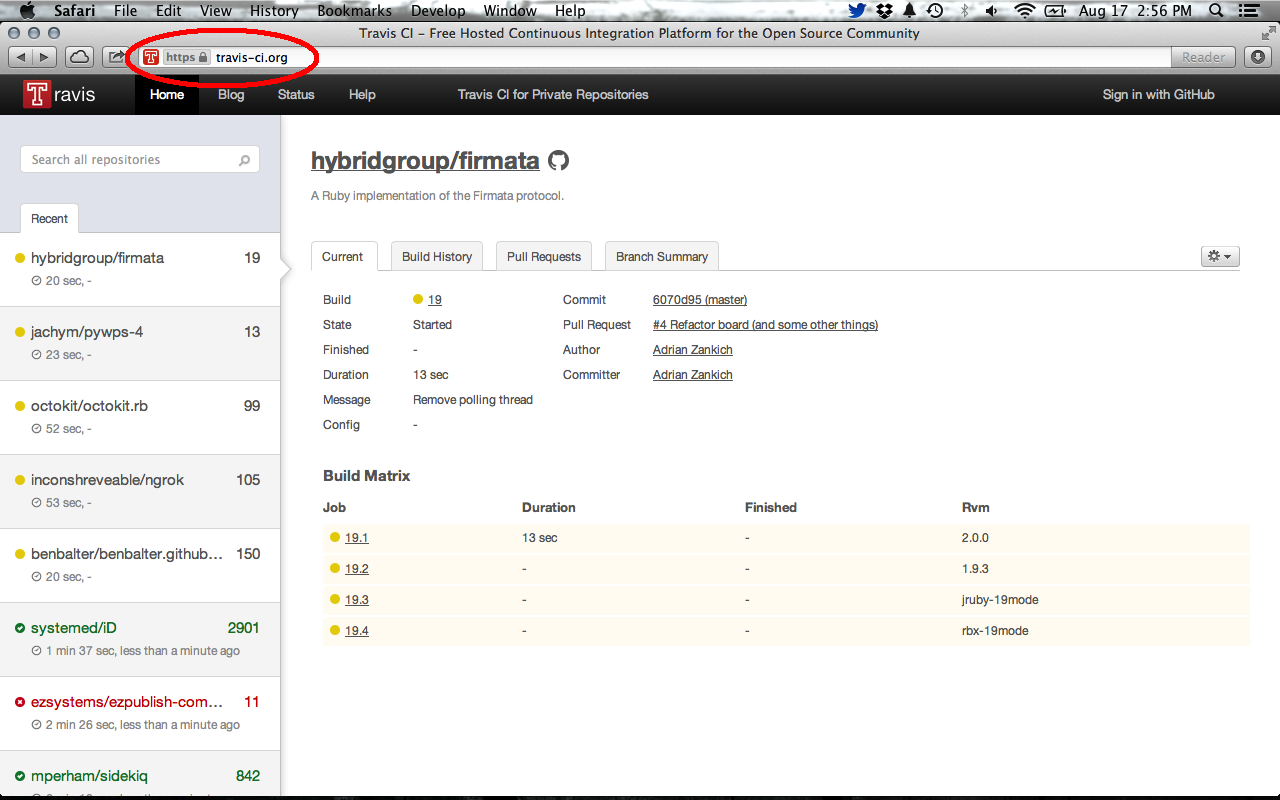 Safari File Edit View History Bookmarks Develop Window Help Aug 17 2:56 PM
Travis CI – Free Hosted Continuous Integration Platform for the Open Source Community
https travis-ci.org Reader
Travis Home Blog Status Help Travis CI for Private Repositories Sign in with GitHub
Search all repositories
Recent
hybridgroup/firmata 19
20 sec, -
jachym/pywps-4 13
23 sec, -
octokit/octokit.rb 99
52 sec, -
inconshreveable/ngrok 105
53 sec, -
benbalter/benbalter.github... 150
20 sec, -
systemed/iD 2901
1 min 37 sec, less than a minute ago
ezsystems/ezpublish-com... 11
2 min 26 sec, less than a minute ago
mperham/sidekiq 842
hybridgroup/firmata
A Ruby implementation of the Firmata protocol.
Current Build History Pull Requests Branch Summary
Build 19 Commit 6070d95 (master)
State Started Pull Request #4 Refactor board (and some other things)
Finished - Author Adrian Zankich
Duration 13 sec Committer Adrian Zankich
Message Remove polling thread
Config -
Build Matrix
Job Duration Finished Rvm
19.1 13 sec - 2.0.0
19.2 - - 1.9.3
19.3 - - jruby-19mode
19.4 - - rbx-19mode